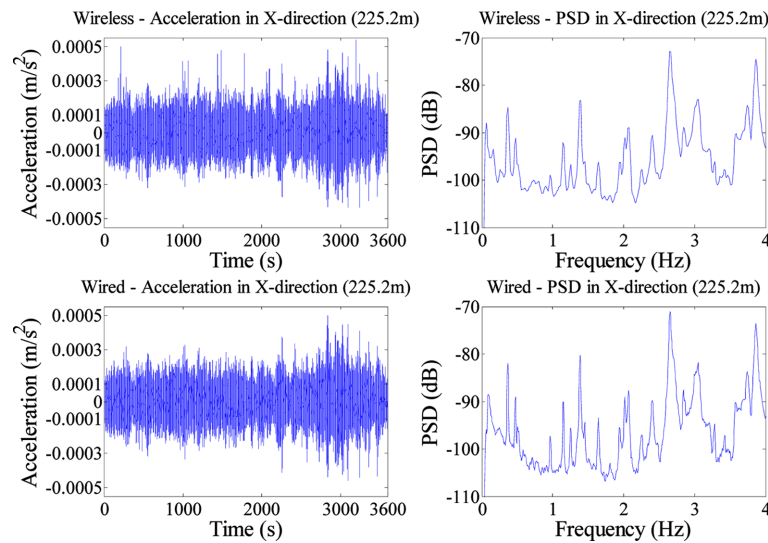 Wireless - Acceleration in X-direction (225.2m)
Acceleration (m/s²)
0.0005
0.0003
0.0001
0
-0.0001
-0.0003
-0.0005
0 1000 2000 3000 3600
Time (s)
Wireless - PSD in X-direction (225.2m)
PSD (dB)
-70
-80
-90
-100
-110
0 1 2 3 4
Frequency (Hz)
Wired - Acceleration in X-direction (225.2m)
Acceleration (m/s²)
0.0005
0.0003
0.0001
0
-0.0001
-0.0003
-0.0005
0 1000 2000 3000 3600
Time (s)
Wired - PSD in X-direction (225.2m)
PSD (dB)
-70
-80
-90
-100
-110
0 1 2 3 4
Frequency (Hz)